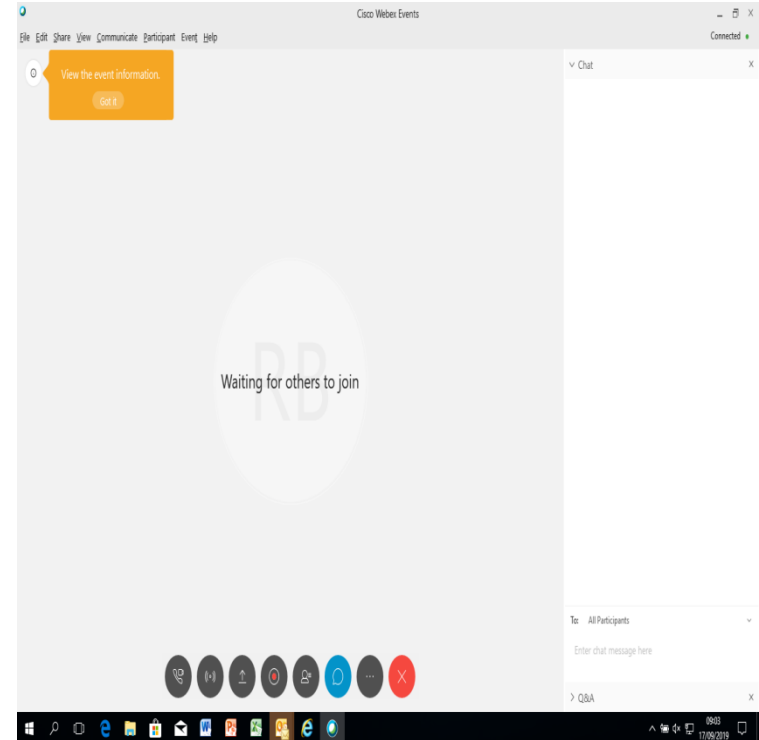 Cisco Webex Events
File Edit Share View Communicate Participant Event Help
Connected
View the event information.
Got it
Chat
RB
Waiting for others to join
To: All Participants
Enter chat message here
Q&A
09:03
17/09/2019